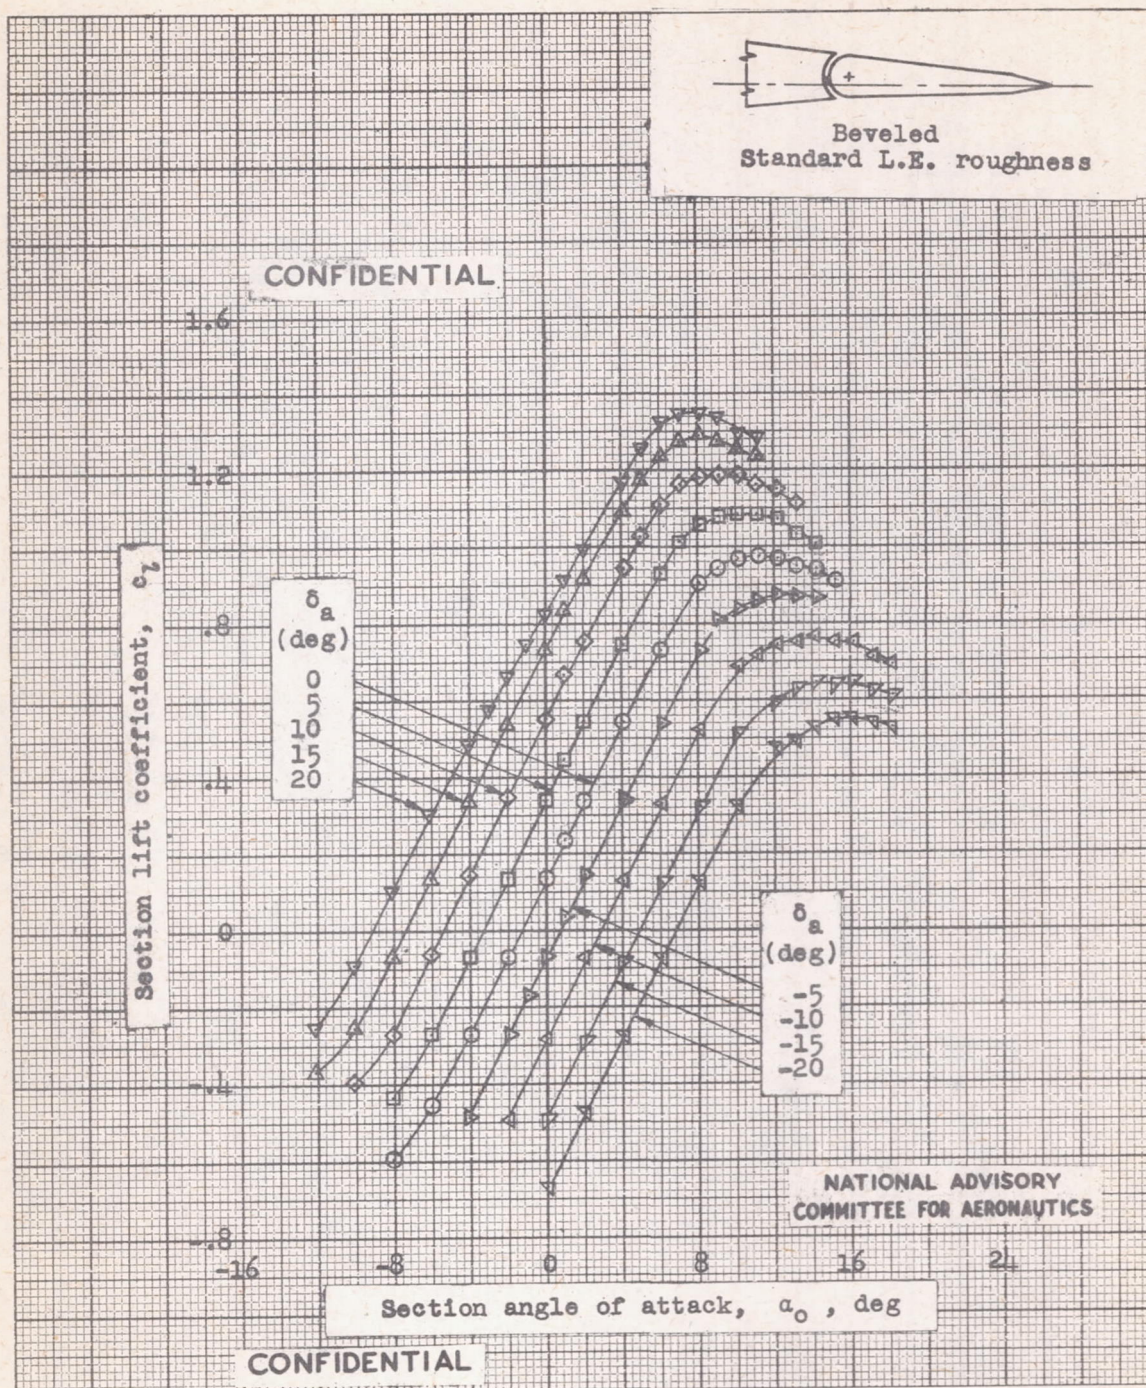 Beveled
Standard L.E. roughness
CONFIDENTIAL
1.6
1.2
.8
.4
0
-.4
-.8
Section lift coefficient, cl
δa
(deg)
0
5
10
15
20
δa
(deg)
-5
-10
-15
-20
NATIONAL ADVISORY
COMMITTEE FOR AERONAUTICS
-16
-8
0
8
16
24
Section angle of attack, αo, deg
CONFIDENTIAL